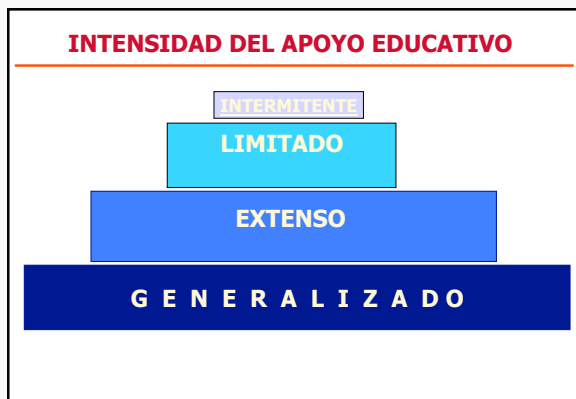 INTENSIDAD DEL APOYO EDUCATIVO
INTERMITENTE
LIMITADO
EXTENSO
G E N E R A L I Z A D O